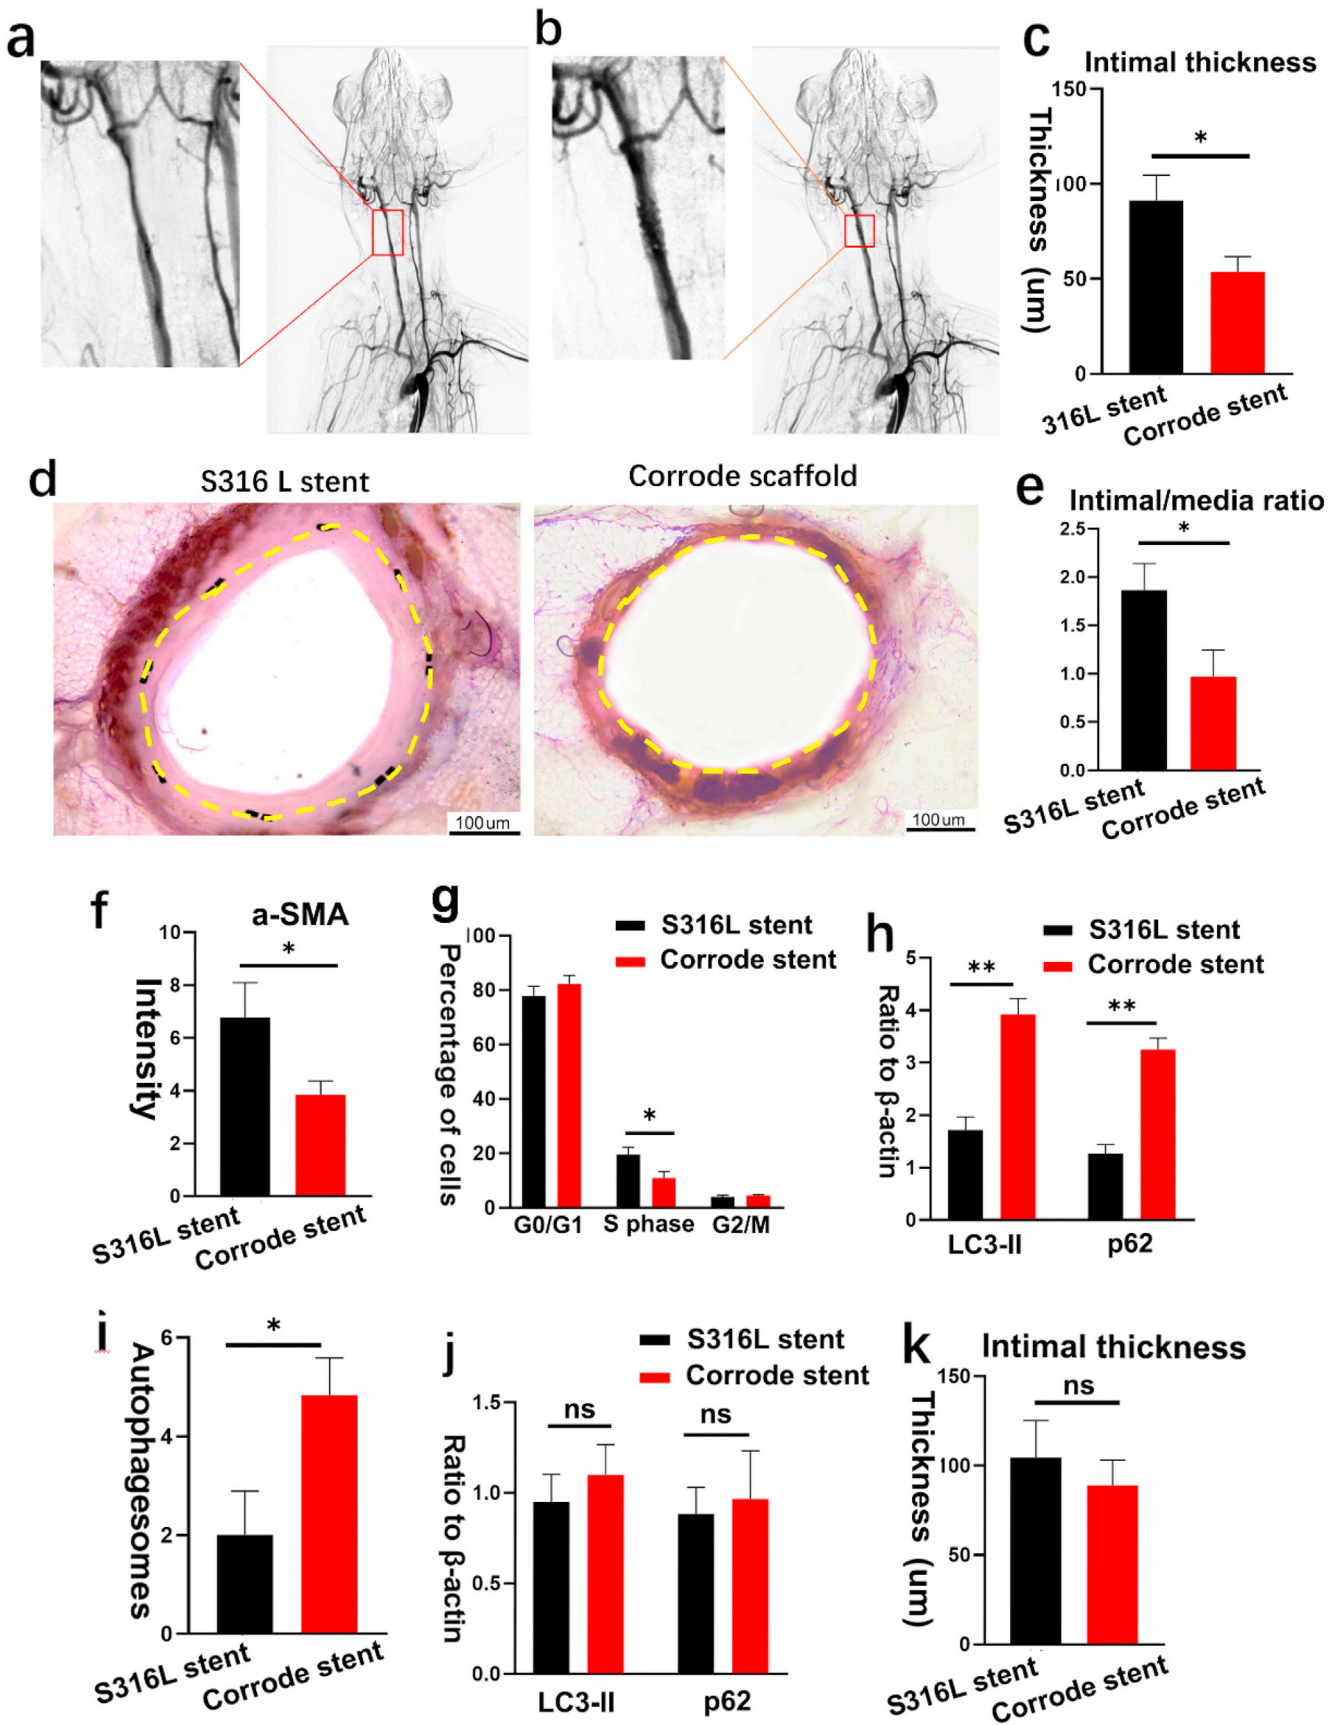 a
b
c
Intimal thickness
150
100
50
0
Thickness (um)
*
316L stent
Corrode stent
d
S316 L stent
Corrode scaffold
100 um
100 um
e
Intimal/media ratio
2.5
2.0
1.5
1.0
0.5
0.0
*
S316L stent
Corrode stent
f
a-SMA
10
8
6
4
2
0
Intensity
*
S316L stent
Corrode stent
g
S316L stent
Corrode stent
100
80
60
40
20
0
Percentage of cells
*
G0/G1
S phase
G2/M
h
S316L stent
Corrode stent
5
4
3
2
1
0
Ratio to β-actin
**
**
LC3-II
p62
i
6
4
2
0
Autophagesomes
*
S316L stent
Corrode stent
j
S316L stent
Corrode stent
1.5
1.0
0.5
0.0
Ratio to β-actin
ns
ns
LC3-II
p62
k
Intimal thickness
150
100
50
0
Thickness (um)
ns
S316L stent
Corrode stent